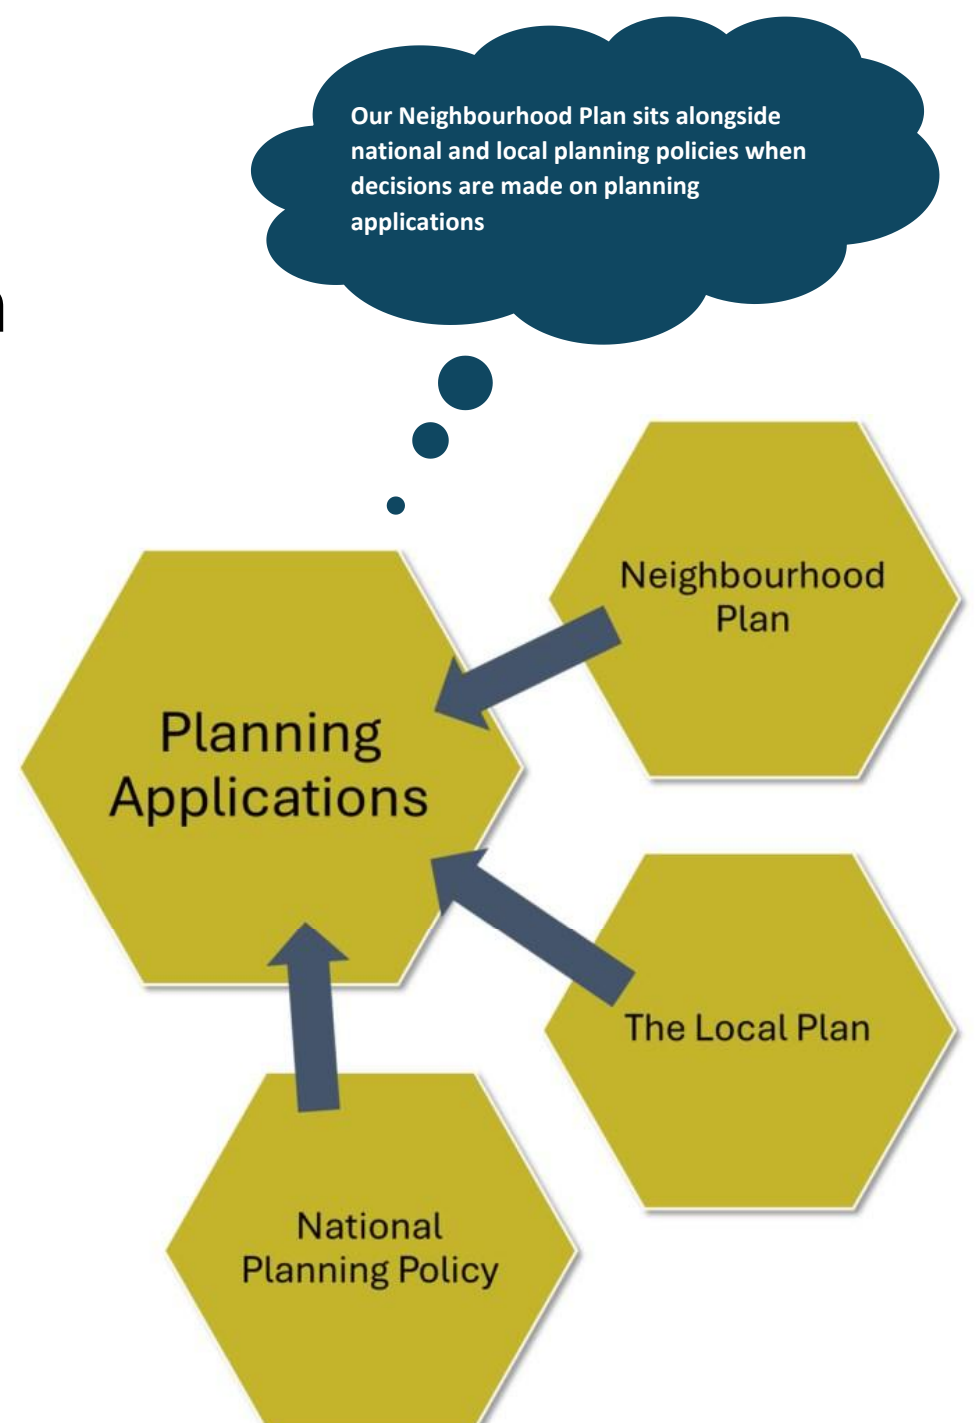 Our Neighbourhood Plan sits alongside
national and local planning policies when
decisions are made on planning
applications
Neighbourhood
Plan
Planning
Applications
The Local Plan
National
Planning Policy